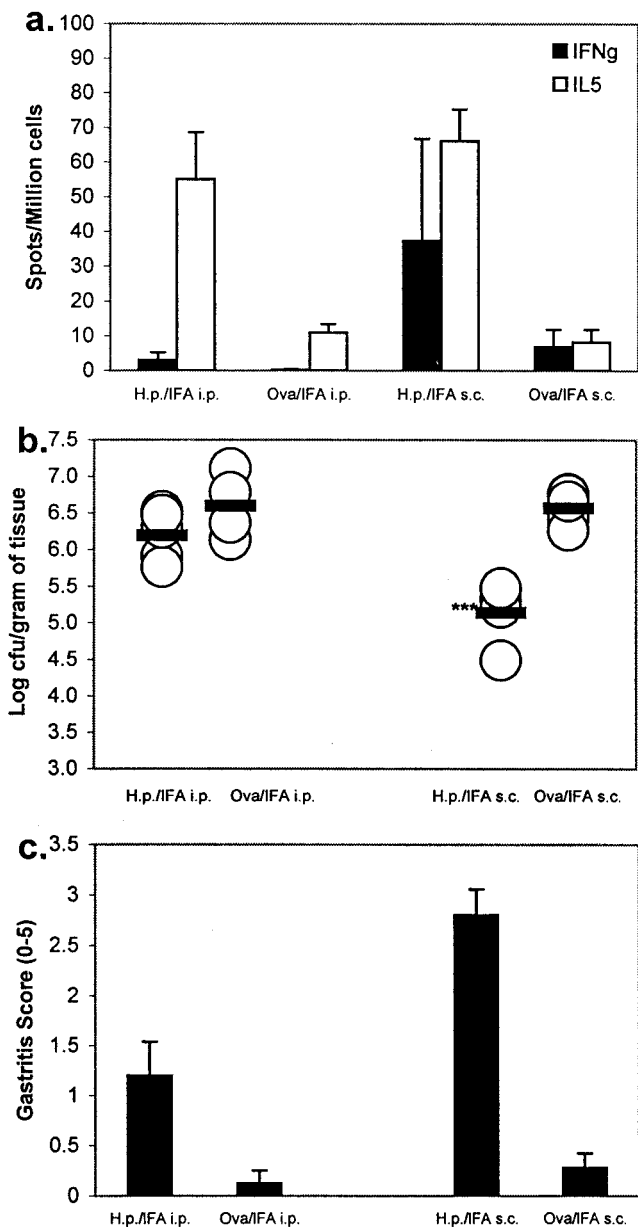 a.
100
90
80
70
60
50
40
30
20
10
0
Spots/Million cells
IFNg
IL5
H.p./IFA i.p. Ova/IFA i.p. H.p./IFA s.c. Ova/IFA s.c.
b.
7.5
7.0
6.5
6.0
5.5
5.0
4.5
4.0
3.5
3.0
Log cfu/gram of tissue
***
H.p./IFA i.p. Ova/IFA i.p. H.p./IFA s.c. Ova/IFA s.c.
c.
3.5
3
2.5
2
1.5
1
0.5
0
Gastritis Score (0-5)
H.p./IFA i.p. Ova/IFA i.p. H.p./IFA s.c. Ova/IFA s.c.